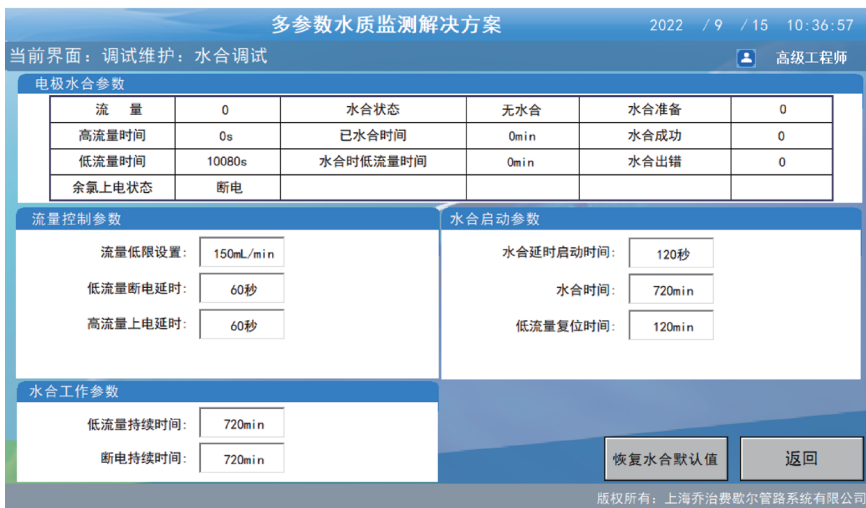 多参数水质监测解决方案 2022 /9 /15 10:36:57
当前界面：调试维护：水合调试 高级工程师
电极水合参数
流 量 0 水合状态 无水合 水合准备 0
高流量时间 0s 已水合时间 0min 水合成功 0
低流量时间 10080s 水合时低流量时间 0min 水合出错 0
余氯上电状态 断电
流量控制参数 水合启动参数
流量低限设置: 150mL/min 水合延时启动时间: 120秒
低流量断电延时: 60秒 水合时间: 720min
高流量上电延时: 60秒 低流量复位时间: 120min
水合工作参数
低流量持续时间: 720min
断电持续时间: 720min
恢复水合默认值 返回
版权所有：上海乔治费歇尔管路系统有限公司